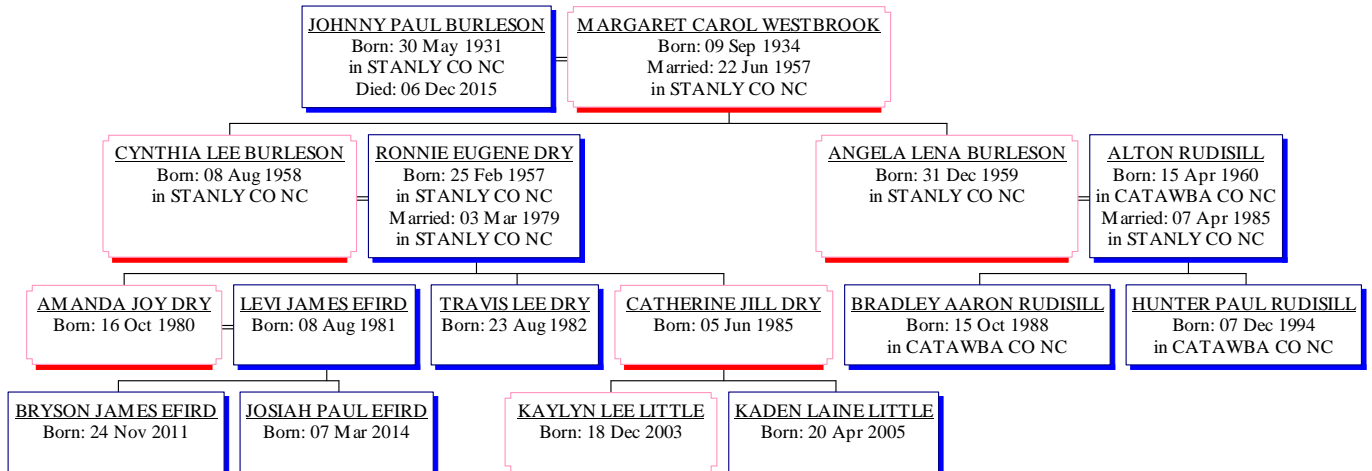 JOHNNY PAUL BURLESON
Born: 30 May 1931
in STANLY CO NC
Died: 06 Dec 2015
MARGARET CAROL WESTBROOK
Born: 09 Sep 1934
Married: 22 Jun 1957
in STANLY CO NC
CYNTHIA LEE BURLESON
Born: 08 Aug 1958
in STANLY CO NC
RONNIE EUGENE DRY
Born: 25 Feb 1957
in STANLY CO NC
Married: 03 Mar 1979
in STANLY CO NC
ANGELA LENA BURLESON
Born: 31 Dec 1959
in STANLY CO NC
ALTON RUDISILL
Born: 15 Apr 1960
in CATAWBA CO NC
Married: 07 Apr 1985
in STANLY CO NC
AMANDA JOY DRY
Born: 16 Oct 1980
LEVI JAMES EFIRD
Born: 08 Aug 1981
TRAVIS LEE DRY
Born: 23 Aug 1982
CATHERINE JILL DRY
Born: 05 Jun 1985
BRADLEY AARON RUDISILL
Born: 15 Oct 1988
in CATAWBA CO NC
HUNTER PAUL RUDISILL
Born: 07 Dec 1994
in CATAWBA CO NC
BRYSON JAMES EFIRD
Born: 24 Nov 2011
JOSIAH PAUL EFIRD
Born: 07 Mar 2014
KAYLYN LEE LITTLE
Born: 18 Dec 2003
KADEN LAINE LITTLE
Born: 20 Apr 2005